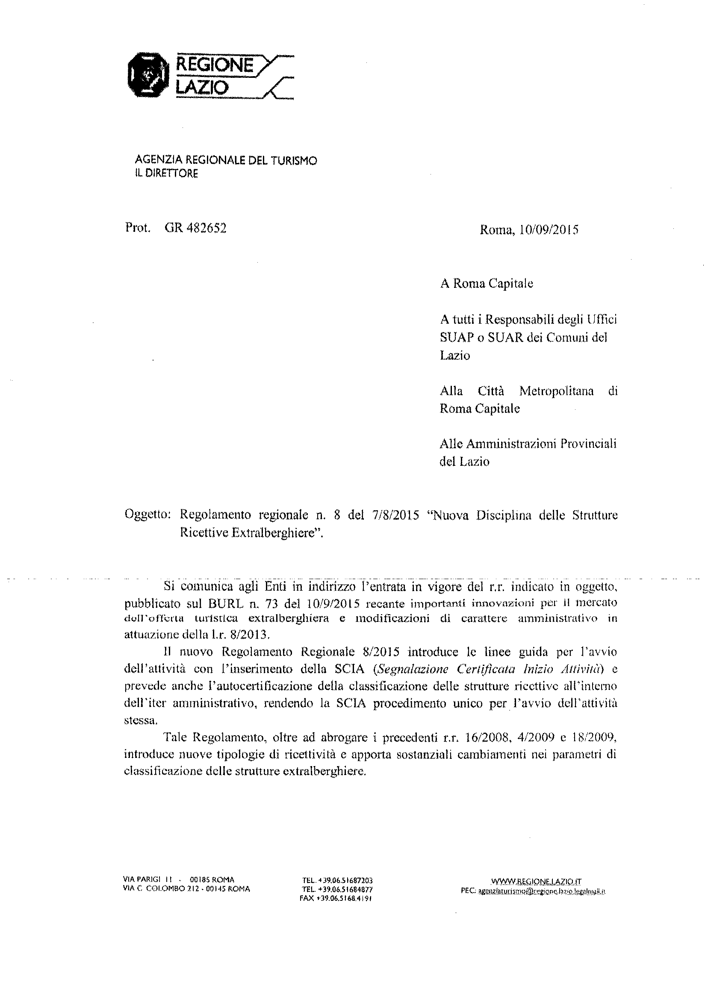 REGIONE
LAZIO
AGENZIA REGIONALE DEL TURISMO
IL DIRETTORE
Prot. GR 482652
Roma, 10/09/2015
A Roma Capitale
A tutti i Responsabili degli Uffici
SUAP o SUAR dei Comuni del
Lazio
Alla Città Metropolitana di
Roma Capitale
Alle Amministrazioni Provinciali
del Lazio
Oggetto: Regolamento regionale n. 8 del 7/8/2015 “Nuova Disciplina delle Strutture
Ricettive Extralberghiere”.
Si comunica agli Enti in indirizzo l’entrata in vigore del r.r. indicato in oggetto,
pubblicato sul BURL n. 73 del 10/9/2015 recante importanti innovazioni per il mercato
dell’offerta turistica extralberghiera e modificazioni di carattere amministrativo in
attuazione della l.r. 8/2013.
Il nuovo Regolamento Regionale 8/2015 introduce le linee guida per l’avvio
dell’attività con l’inserimento della SCIA (Segnalazione Certificata Inizio Attività) e
prevede anche l’autocertificazione della classificazione delle strutture ricettive all’interno
dell’iter amministrativo, rendendo la SCIA procedimento unico per l’avvio dell’attività
stessa.
Tale Regolamento, oltre ad abrogare i precedenti r.r. 16/2008, 4/2009 e 18/2009,
introduce nuove tipologie di ricettività e apporta sostanziali cambiamenti nei parametri di
classificazione delle strutture extralberghiere.
VIA PARIGI 11 - 00185 ROMA
VIA C. COLOMBO 212 - 00145 ROMA
TEL. +39.06.51687203
TEL. +39.06.51684877
FAX +39.06.5168.4191
WWW.REGIONE.LAZIO.IT
PEC: agenziaturismo@regione.lazio.legalmail.it